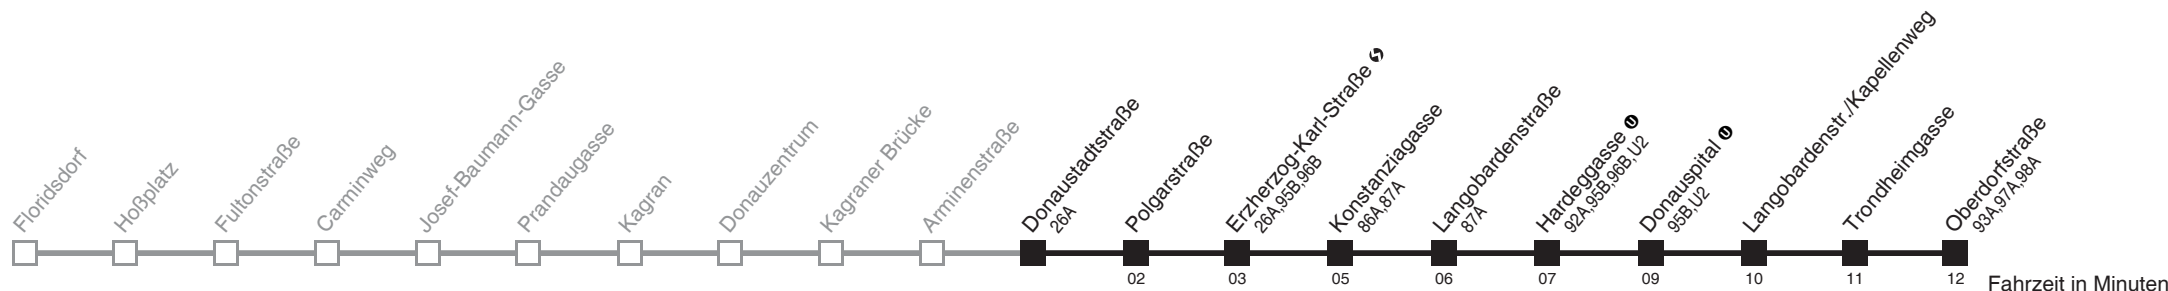 Floridsdorf
Hoßplatz
Fultonstraße
Carminweg
Josef-Baumann-Gasse
Prandaugasse
Kagran
Donauzentrum
Kagraner Brücke
Arminenstraße
Donaustadtstraße
26A
Polgarstraße
Erzherzog-Karl-Straße
26A,95B,96B
Konstanziagasse
86A,87A
Langobardenstraße
87A
Hardeggasse U
92A,95B,96B,U2
Donauspital U
95B,U2
Langobardenstr./Kapellenweg
Trondheimgasse
Oberdorfstraße
93A,97A,98A
02 03 05 06 07 09 10 11 12 Fahrzeit in Minuten